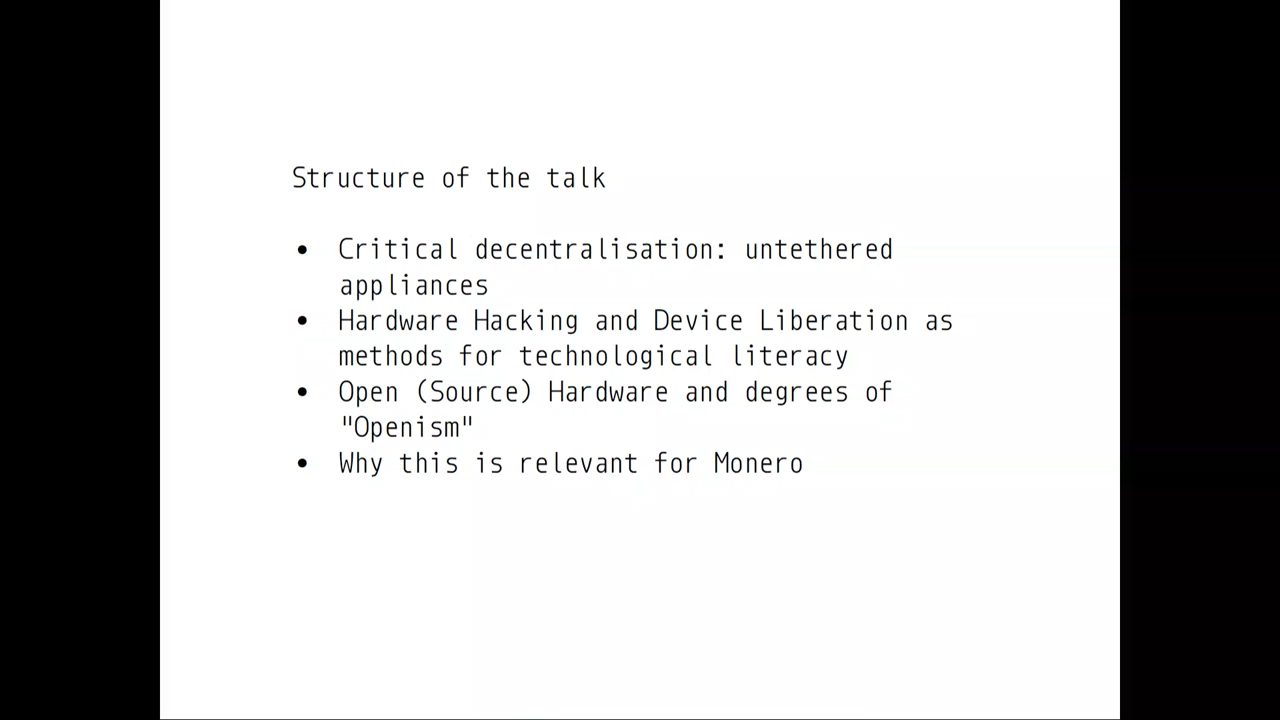 Structure of the talk
• Critical decentralisation: untethered
appliances
• Hardware Hacking and Device Liberation as
methods for technological literacy
• Open (Source) Hardware and degrees of
"Openism"
• Why this is relevant for Monero